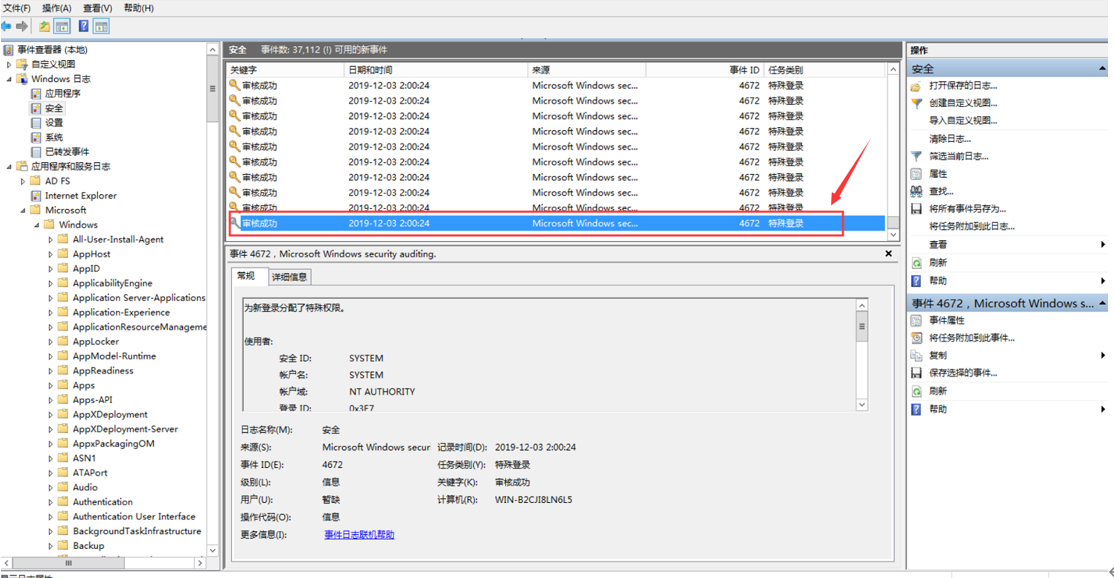 文件(F) 操作(A) 查看(V) 帮助(H)
事件查看器 (本地)
自定义视图
Windows 日志
应用程序
安全
设置
系统
已转发事件
应用程序和服务日志
AD FS
Internet Explorer
Microsoft
Windows
All-User-Install-Agent
AppHost
AppID
ApplicabilityEngine
Application Server-Applications
Application-Experience
ApplicationResourceManageme
AppLocker
AppModel-Runtime
AppReadiness
Apps
Apps-API
AppXDeployment
AppXDeployment-Server
AppxPackagingOM
ASN1
ATAPort
Audio
Authentication
Authentication User Interface
BackgroundTaskInfrastructure
Backup
安全 事件数: 37,112 (!) 可用的新事件
关键字 日期和时间 来源 事件 ID 任务类别
审核成功 2019-12-03 2:00:24 Microsoft Windows sec... 4672 特殊登录
审核成功 2019-12-03 2:00:24 Microsoft Windows sec... 4672 特殊登录
审核成功 2019-12-03 2:00:24 Microsoft Windows sec... 4672 特殊登录
审核成功 2019-12-03 2:00:24 Microsoft Windows sec... 4672 特殊登录
审核成功 2019-12-03 2:00:24 Microsoft Windows sec... 4672 特殊登录
审核成功 2019-12-03 2:00:24 Microsoft Windows sec... 4672 特殊登录
审核成功 2019-12-03 2:00:24 Microsoft Windows sec... 4672 特殊登录
审核成功 2019-12-03 2:00:24 Microsoft Windows sec... 4672 特殊登录
审核成功 2019-12-03 2:00:24 Microsoft Windows sec... 4672 特殊登录
审核成功 2019-12-03 2:00:24 Microsoft Windows sec... 4672 特殊登录
事件 4672，Microsoft Windows security auditing.
常规 详细信息
为新登录分配了特殊权限。
使用者:
安全 ID: SYSTEM
帐户名: SYSTEM
帐户域: NT AUTHORITY
登录 ID: 0x3E7
日志名称(M): 安全
来源(S): Microsoft Windows securi 记录时间(D): 2019-12-03 2:00:24
事件 ID(E): 4672 任务类别(Y): 特殊登录
级别(L): 信息 关键字(K): 审核成功
用户(U): 暂缺 计算机(R): WIN-B2CJI8LN6L5
操作代码(O): 信息
更多信息(I): 事件日志联机帮助
操作
安全
打开保存的日志...
创建自定义视图...
导入自定义视图...
清除日志...
筛选当前日志...
属性
查找...
将所有事件另存为...
将任务附加到此日志...
查看
刷新
帮助
事件 4672，Microsoft Windows s...
事件属性
将任务附加到此事件...
复制
保存选择的事件...
刷新
帮助